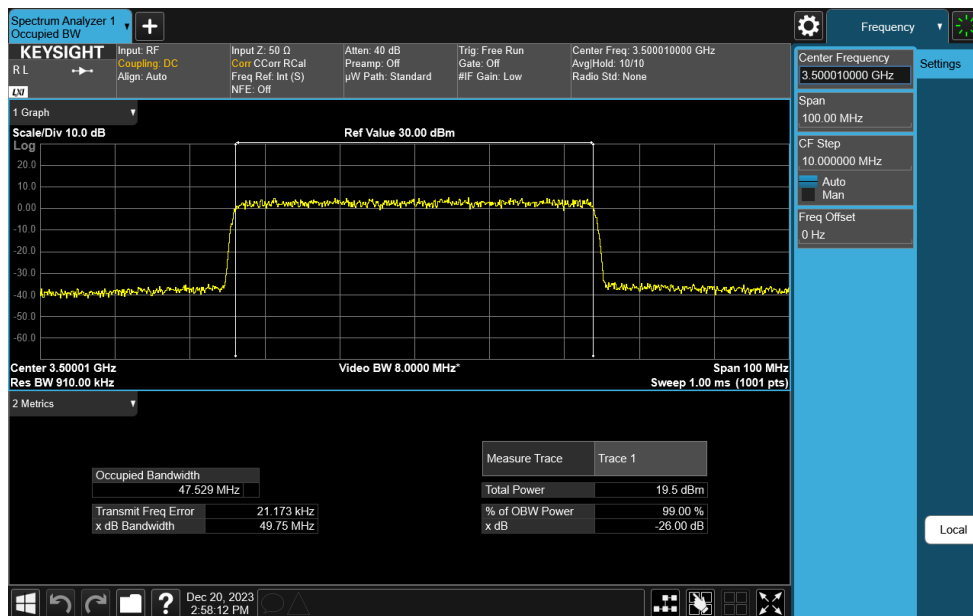 Spectrum Analyzer 1
Occupied BW
+
Frequency
KEYSIGHT
R L
LXI
Input: RF
Coupling: DC
Align: Auto
Input Z: 50 Ω
Corr CCorr RCal
Freq Ref: Int (S)
NFE: Off
Atten: 40 dB
Preamp: Off
µW Path: Standard
Trig: Free Run
Gate: Off
#IF Gain: Low
Center Freq: 3.500010000 GHz
Avg|Hold: 10/10
Radio Std: None
Center Frequency
3.500010000 GHz
Settings
Span
100.00 MHz
CF Step
10.000000 MHz
Auto
Man
Freq Offset
0 Hz
Local
1 Graph
Scale/Div 10.0 dB
Ref Value 30.00 dBm
Log
20.0
10.0
0.00
-10.0
-20.0
-30.0
-40.0
-50.0
-60.0
Center 3.50001 GHz
Video BW 8.0000 MHz*
Span 100 MHz
Res BW 910.00 kHz
Sweep 1.00 ms (1001 pts)
2 Metrics
Measure Trace
Trace 1
Occupied Bandwidth
47.529 MHz
Total Power
19.5 dBm
Transmit Freq Error
21.173 kHz
% of OBW Power
99.00 %
x dB Bandwidth
49.75 MHz
x dB
-26.00 dB
?
Dec 20, 2023
2:58:12 PM